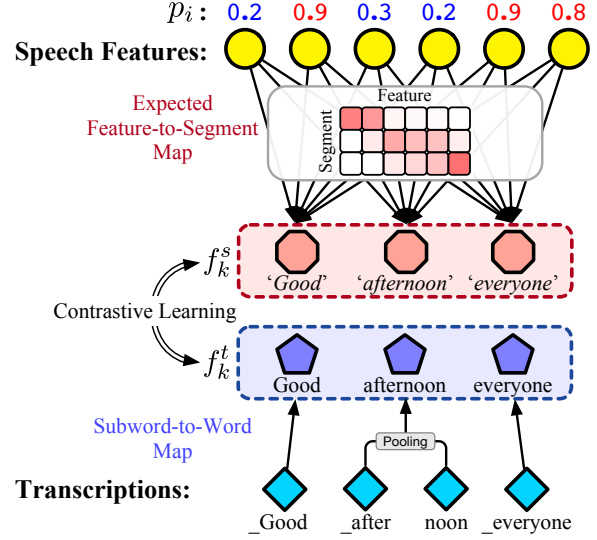 p_i : 0.2 0.9 0.3 0.2 0.9 0.8
Speech Features:
Expected
Feature-to-Segment
Map
Feature
Segment
f_k^s
'Good' 'afternoon' 'everyone'
Contrastive Learning
f_k^t
Good afternoon everyone
Subword-to-Word
Map
Pooling
Transcriptions:
_Good _after noon _everyone